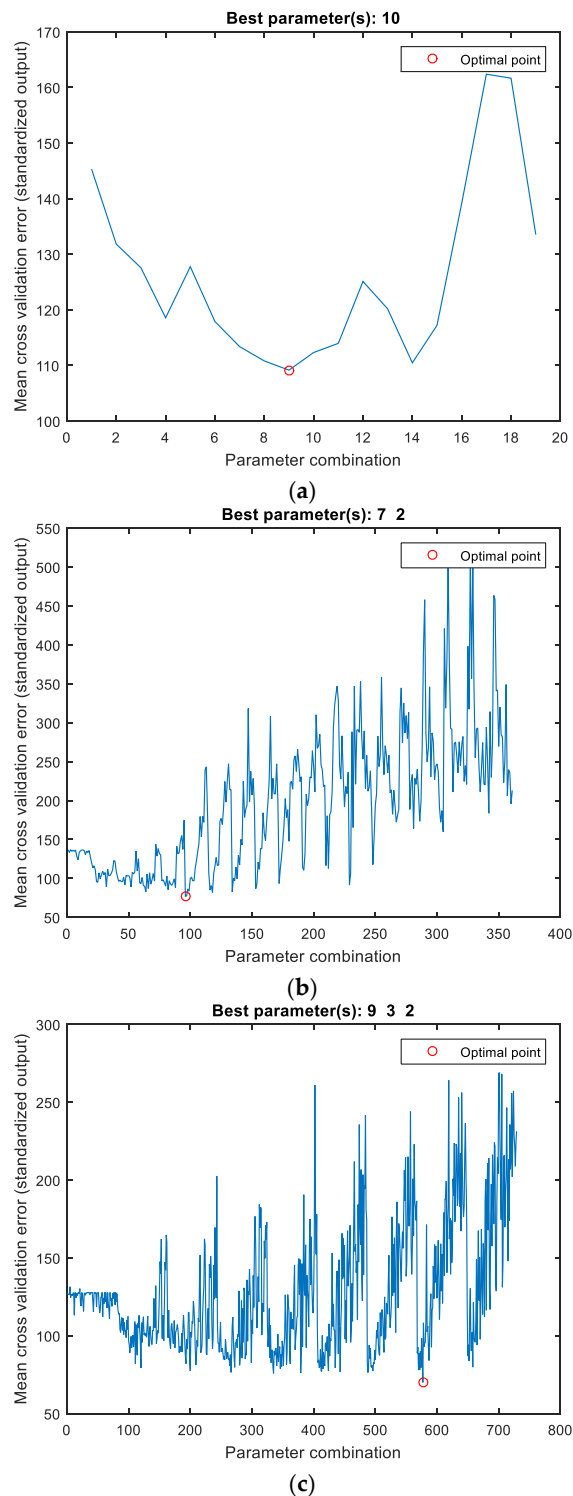 Best parameter(s): 10
Optimal point
Mean cross validation error (standardized output)
170
160
150
140
130
120
110
100
0 2 4 6 8 10 12 14 16 18 20
Parameter combination
(a)
Best parameter(s): 7 2
Optimal point
Mean cross validation error (standardized output)
550
500
450
400
350
300
250
200
150
100
50
0 50 100 150 200 250 300 350 400
Parameter combination
(b)
Best parameter(s): 9 3 2
Optimal point
Mean cross validation error (standardized output)
300
250
200
150
100
50
0 100 200 300 400 500 600 700 800
Parameter combination
(c)